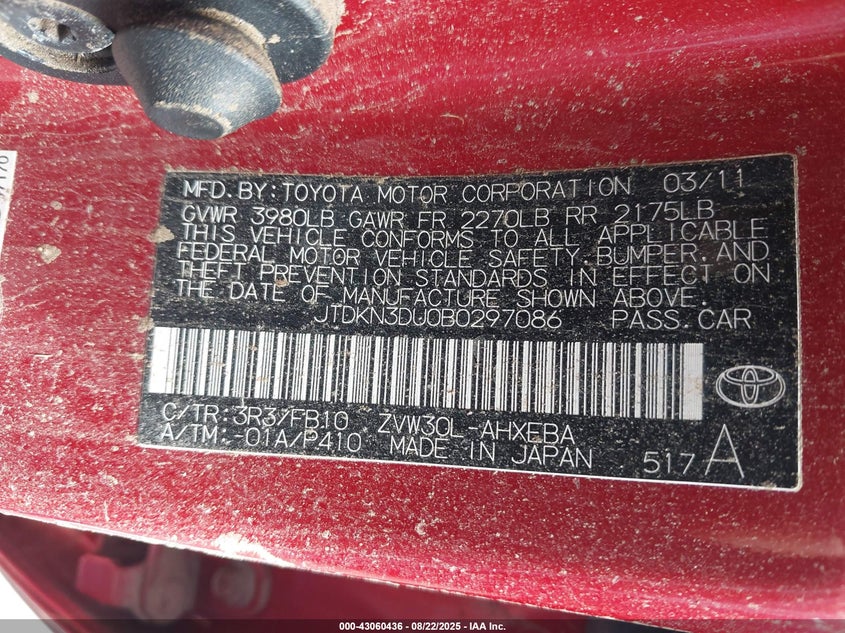 MFD.BY:TOYOTA MOTOR CORPORATION 03/11
GVWR 3980LB GAWR FR 2270LB RR 2175LB
THIS VEHICLE CONFORMS TO ALL APPLICABLE
FEDERAL MOTOR VEHICLE SAFETY,BUMPER,AND
THEFT PREVENTION STANDARDS IN EFFECT ON
THE DATE OF MANUFACTURE SHOWN ABOVE.
JTDKN3DU0B0297086 PASS.CAR
C/TR:3R3/FB10 ZVW30L-AHXEBA
A/TM:-01A/P410 MADE IN JAPAN
517A
000-43060436 - 08/22/2025 - IAA Inc.